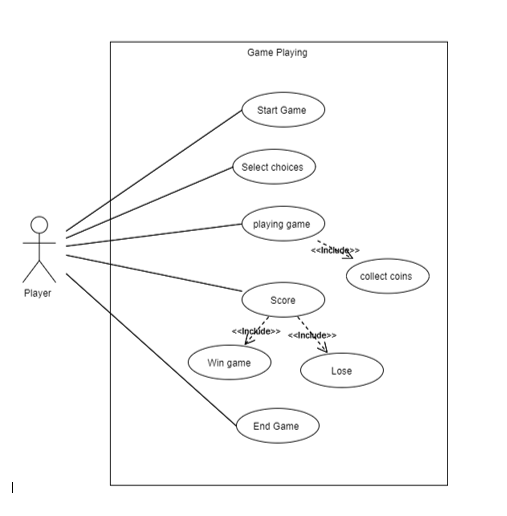 Game Playing
Start Game
Select choices
playing game
<<Include>>
collect coins
Player
Score
<<Include>> <<Include>>
Win game
Lose
End Game